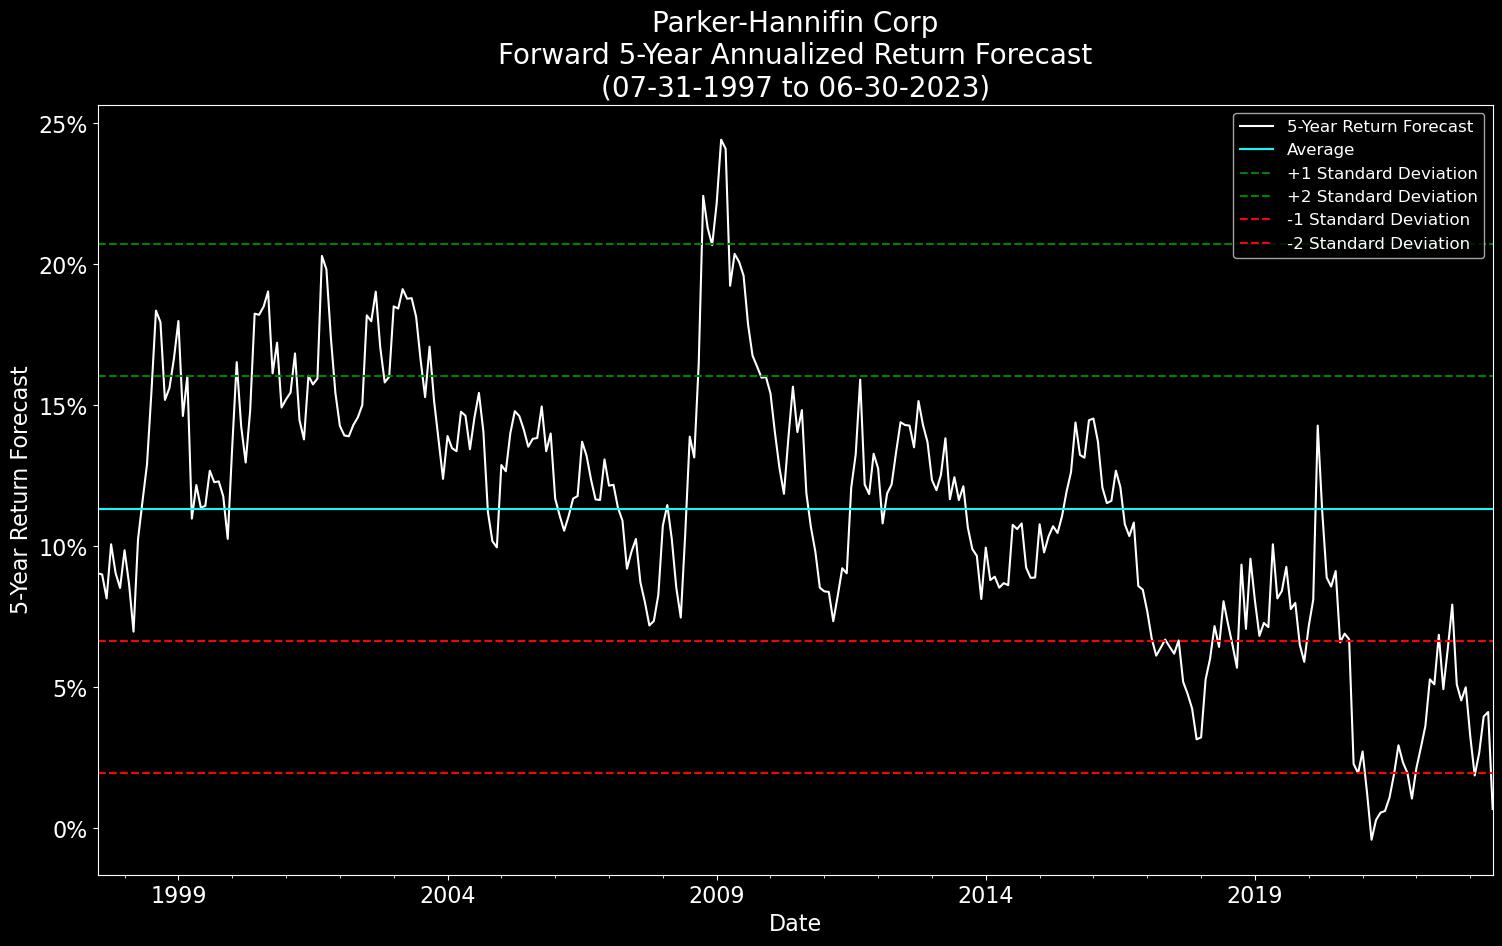 Parker-Hannifin Corp
Forward 5-Year Annualized Return Forecast
(07-31-1997 to 06-30-2023)
25%
20%
15%
10%
5%
0%
5-Year Return Forecast
5-Year Return Forecast
Average
+1 Standard Deviation
+2 Standard Deviation
-1 Standard Deviation
-2 Standard Deviation
1999 2004 2009 2014 2019
Date